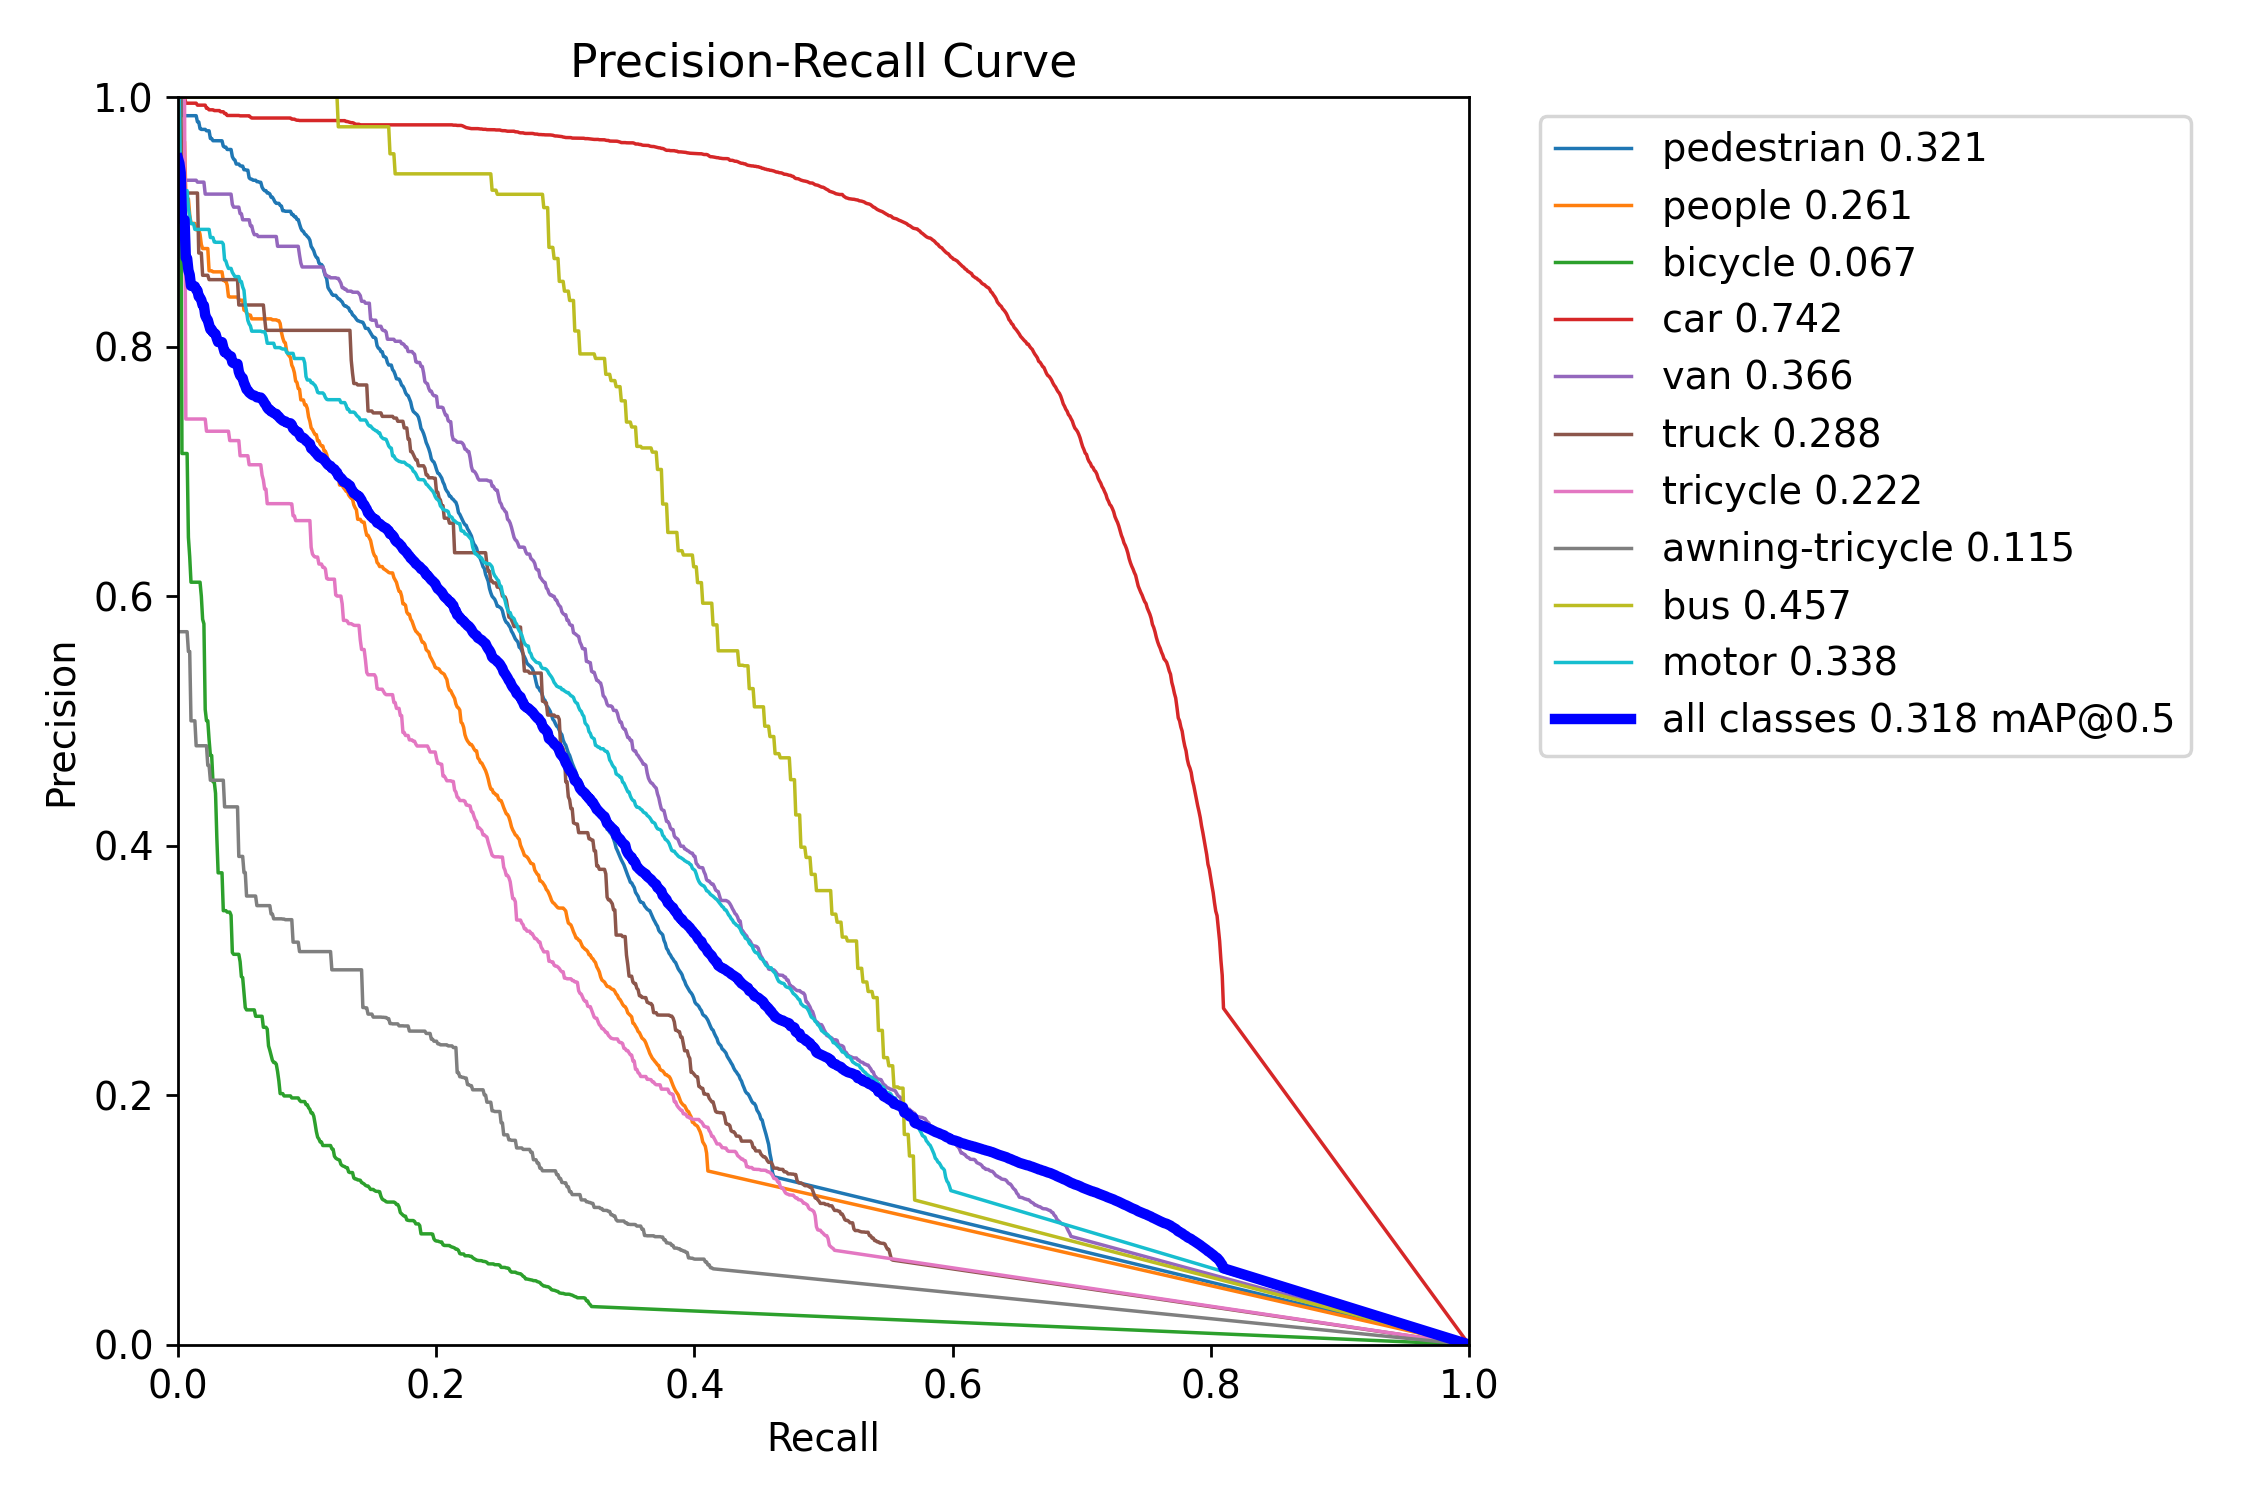 Precision-Recall Curve
1.0
0.8
0.6
0.4
0.2
0.0
Precision
0.0 0.2 0.4 0.6 0.8 1.0
Recall
pedestrian 0.321
people 0.261
bicycle 0.067
car 0.742
van 0.366
truck 0.288
tricycle 0.222
awning-tricycle 0.115
bus 0.457
motor 0.338
all classes 0.318 mAP@0.5